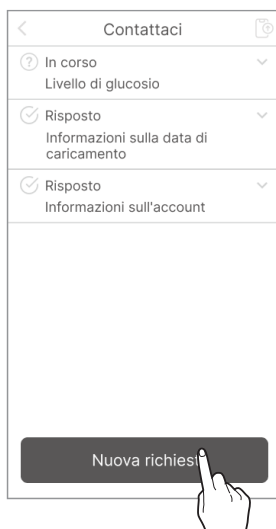 Contattaci
In corso
Livello di glucosio
Risposto
Informazioni sulla data di
caricamento
Risposto
Informazioni sull'account
Nuova richiest